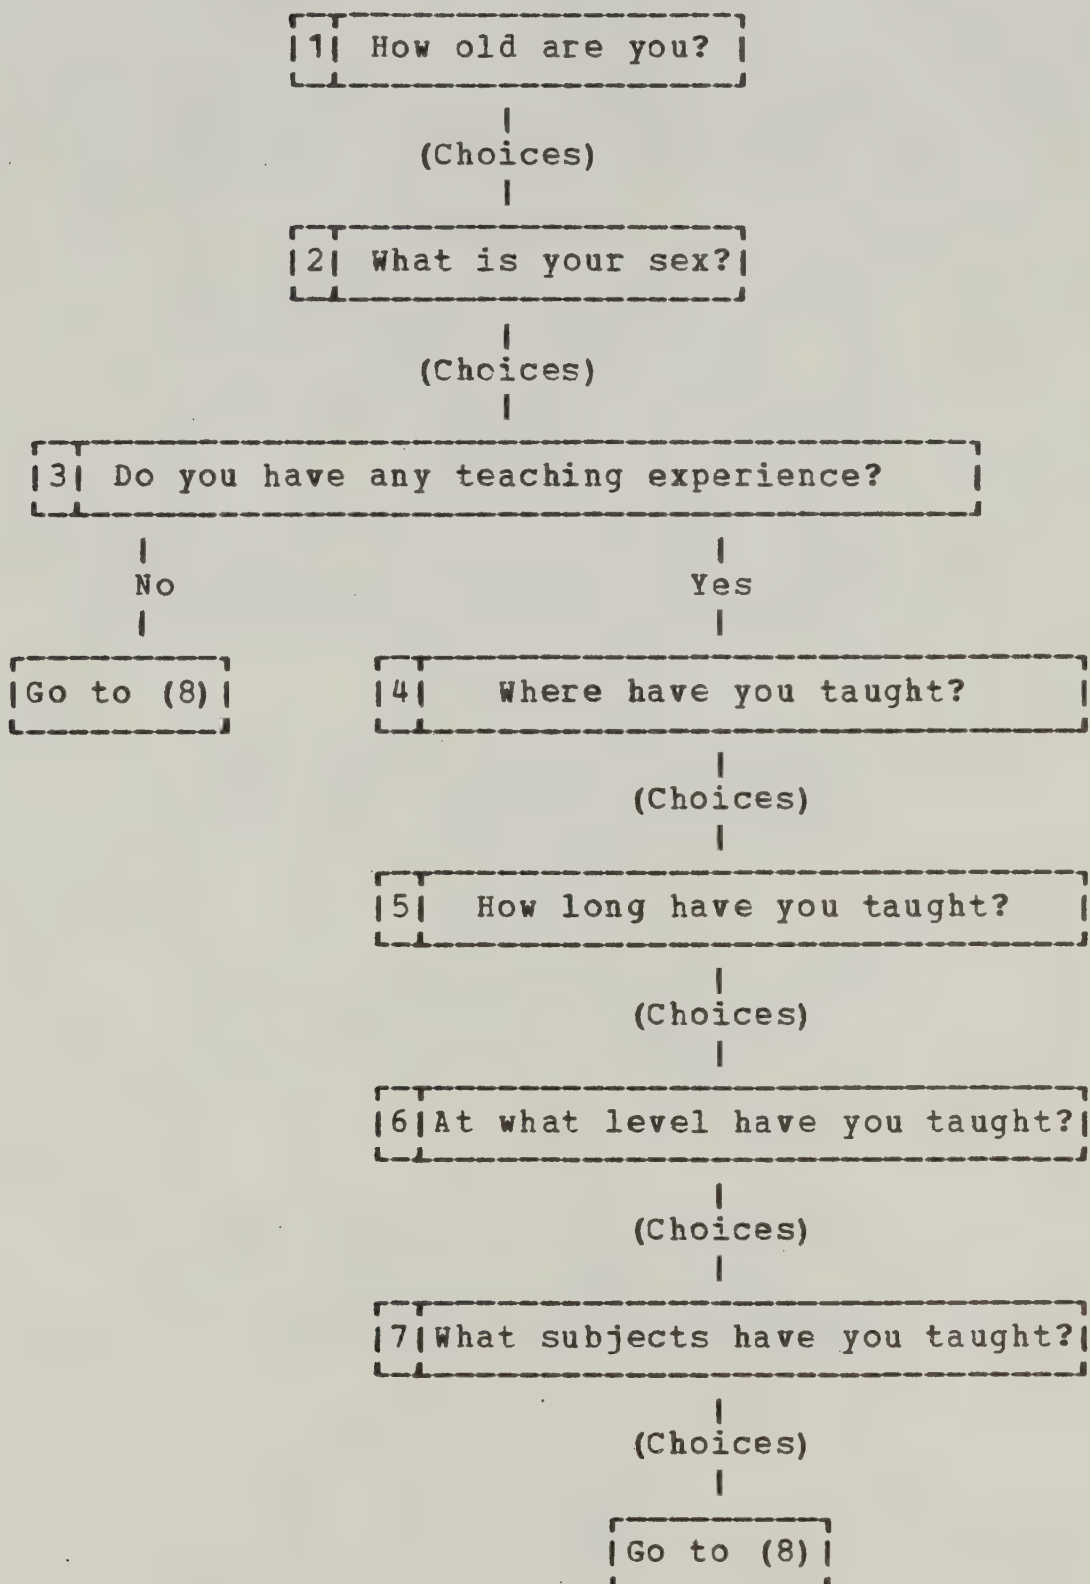 1 How old are you?
(Choices)
2 What is your sex?
(Choices)
3 Do you have any teaching experience?
No Yes
Go to (8) 4 Where have you taught?
(Choices)
5 How long have you taught?
(Choices)
6 At what level have you taught?
(Choices)
7 What subjects have you taught?
(Choices)
Go to (8)